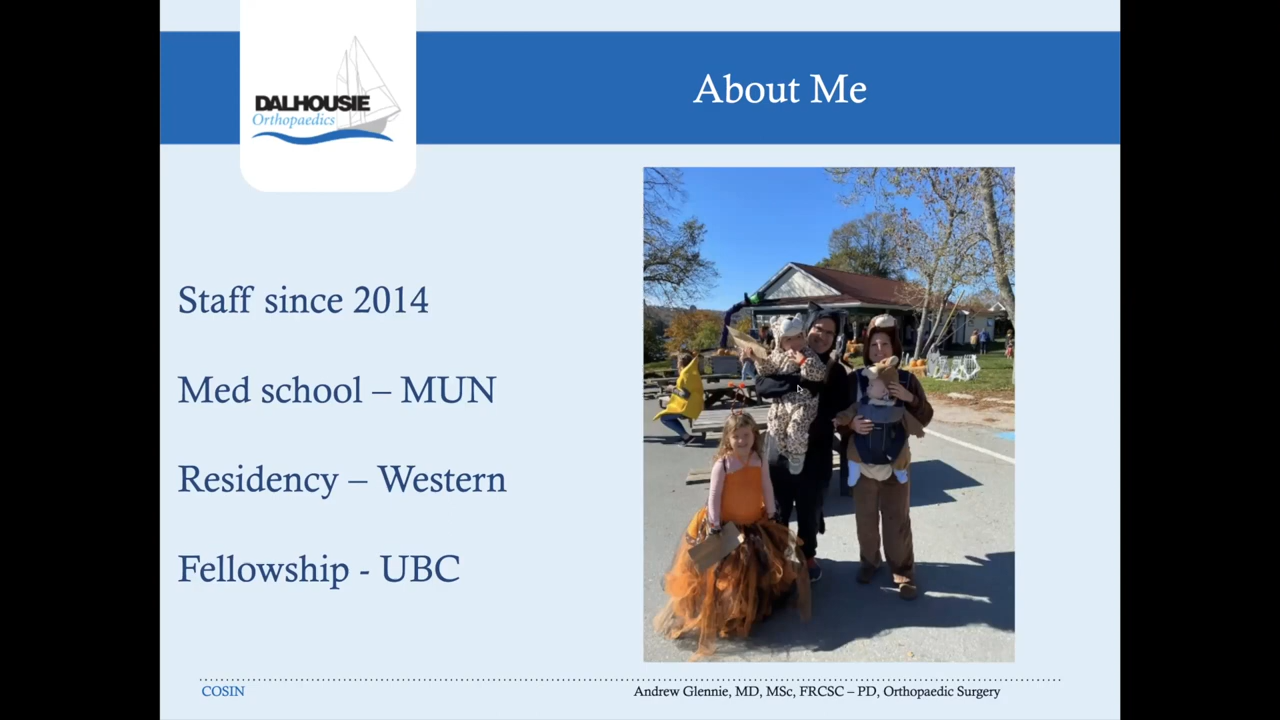 DALHOUSIE
Orthopaedics
About Me
Staff since 2014
Med school – MUN
Residency – Western
Fellowship - UBC
COSIN
Andrew Glennie, MD, MSc, FRCSC – PD, Orthopaedic Surgery